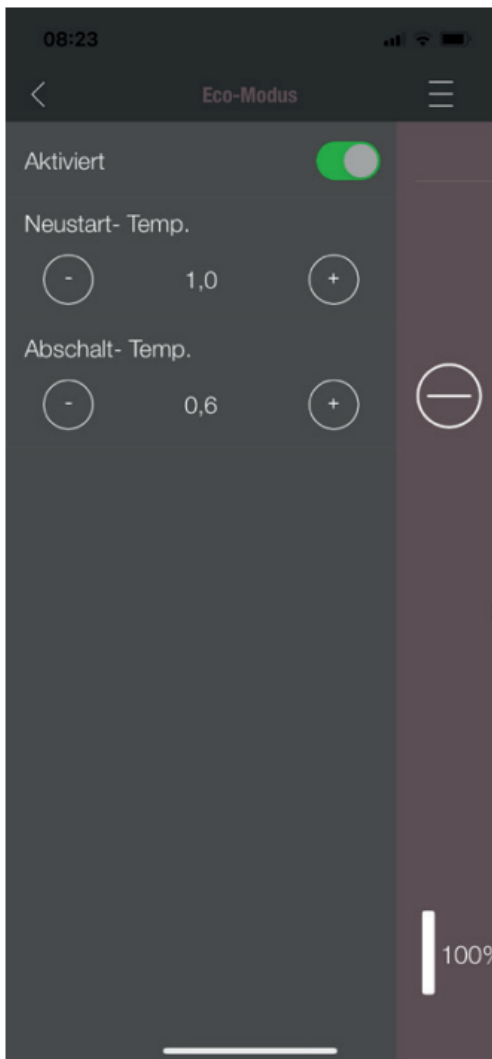 08:23
Eco-Modus
Aktiviert
Neustart- Temp.
- 1,0 +
Abschalt- Temp.
- 0,6 +
100%